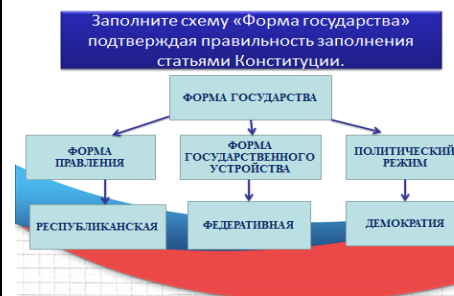 Заполните схему «Форма государства»
подтверждая правильность заполнения
статьями Конституции.
ФОРМА ГОСУДАРСТВА
ФОРМА
ПРАВЛЕНИЯ
ФОРМА
ГОСУДАРСТВЕННОГО
УСТРОЙСТВА
ПОЛИТИЧЕСКИЙ
РЕЖИМ
РЕСПУБЛИКАНСКАЯ
ФЕДЕРАТИВНАЯ
ДЕМОКРАТИЯ